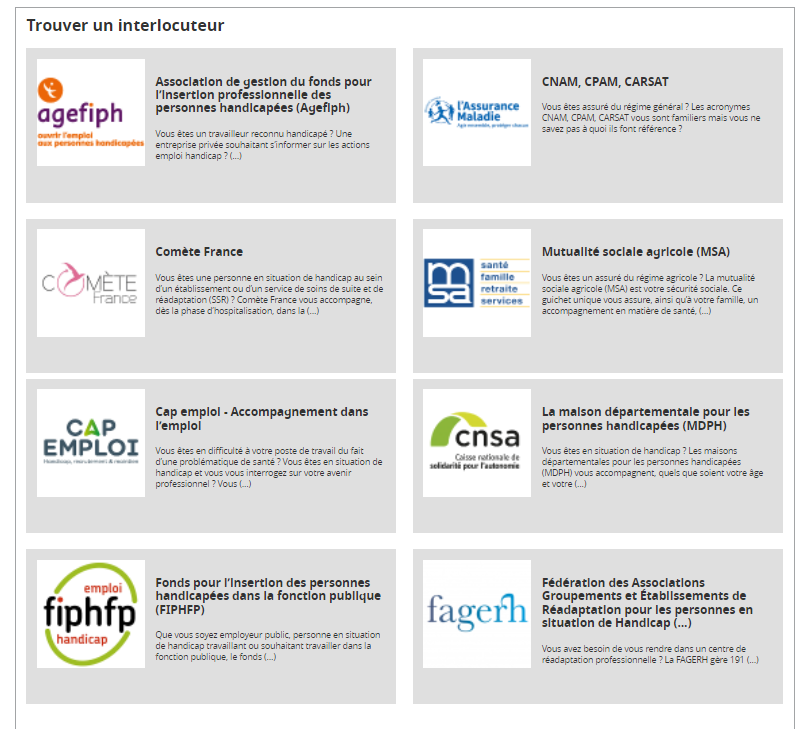 Trouver un interlocuteur
agefiph
ouvrir l'emploi
aux personnes handicapées
Association de gestion du fonds pour
l'insertion professionnelle des
personnes handicapées (Agefiph)
Vous êtes un travailleur reconnu handicapé ? Une
entreprise privée souhaitant s'informer sur les actions
emploi handicap ? (...)
l'Assurance
Maladie
Agir ensemble, protéger chacun
CNAM, CPAM, CARSAT
Vous êtes assuré du régime général ? Les acronymes
CNAM, CPAM, CARSAT vous sont familiers mais vous ne
savez pas à quoi ils font référence ?
COMÈTE
France
Comète France
Vous êtes une personne en situation de handicap au sein
d'un établissement ou d'un service de soins de suite et de
réadaptation (SSR) ? Comète France vous accompagne,
dès la phase d'hospitalisation, dans la (...)
msa
santé
famille
retraite
services
Mutualité sociale agricole (MSA)
Vous êtes un assuré du régime agricole ? La mutualité
sociale agricole (MSA) est votre sécurité sociale. Ce
guichet unique vous assure, ainsi qu'à votre famille, un
accompagnement en matière de santé, (...)
CAP
EMPLOI
Handicap, recrutement & maintien
Cap emploi - Accompagnement dans
l'emploi
Vous êtes en difficulté à votre poste de travail du fait
d'une problématique de santé ? Vous êtes en situation de
handicap et vous vous interrogez sur votre avenir
professionnel ? Vous (...)
cnsa
Caisse nationale de
solidarité pour l'autonomie
La maison départementale pour les
personnes handicapées (MDPH)
Vous êtes en situation de handicap ? Les maisons
départementales pour les personnes handicapées
(MDPH) vous accompagnent, quels que soient votre âge
et votre (...)
emploi
fiphfp
handicap
Fonds pour l'insertion des personnes
handicapées dans la fonction publique
(FIPHFP)
Que vous soyez employeur public, personne en situation
de handicap travaillant ou souhaitant travailler dans la
fonction publique, le fonds (...)
fagerh
Fédération des Associations
Groupements et Établissements de
Réadaptation pour les personnes en
situation de Handicap (...)
Vous avez besoin de vous rendre dans un centre de
réadaptation professionnelle ? La FAGERH gère 191 (...)